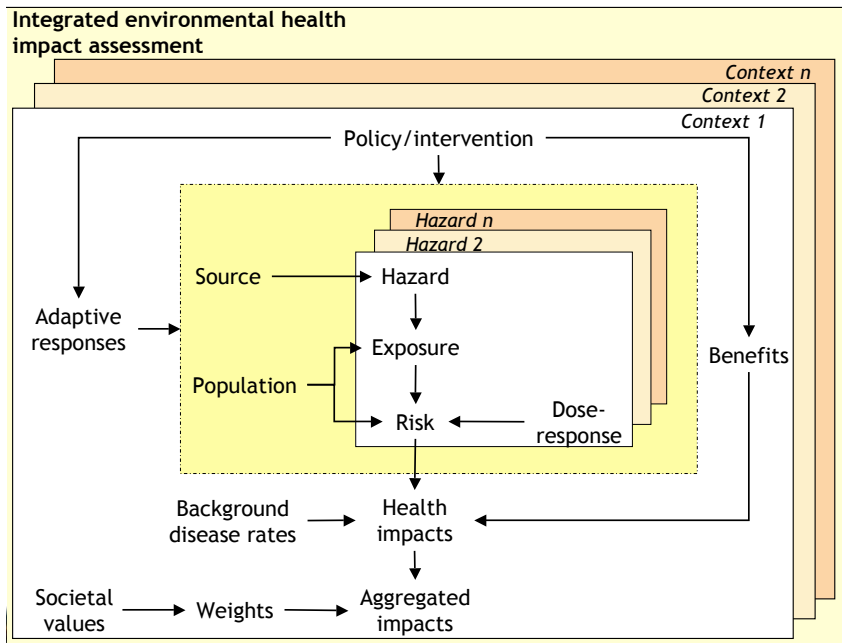 Integrated environmental health
impact assessment
Context n
Context 2
Context 1
Policy/intervention
Hazard n
Hazard 2
Source
Hazard
Adaptive
responses
Exposure
Benefits
Population
Risk
Dose-
response
Background
disease rates
Health
impacts
Societal
values
Weights
Aggregated
impacts